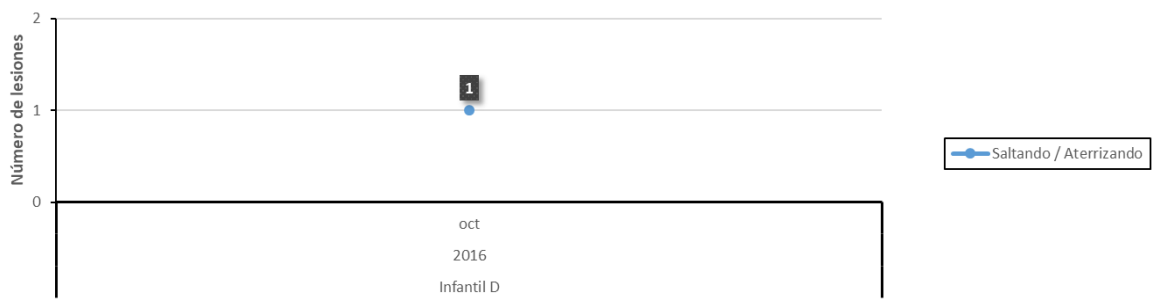 Número de lesiones
2
1
0
1
oct
2016
Infantil D
Saltando / Aterrizando